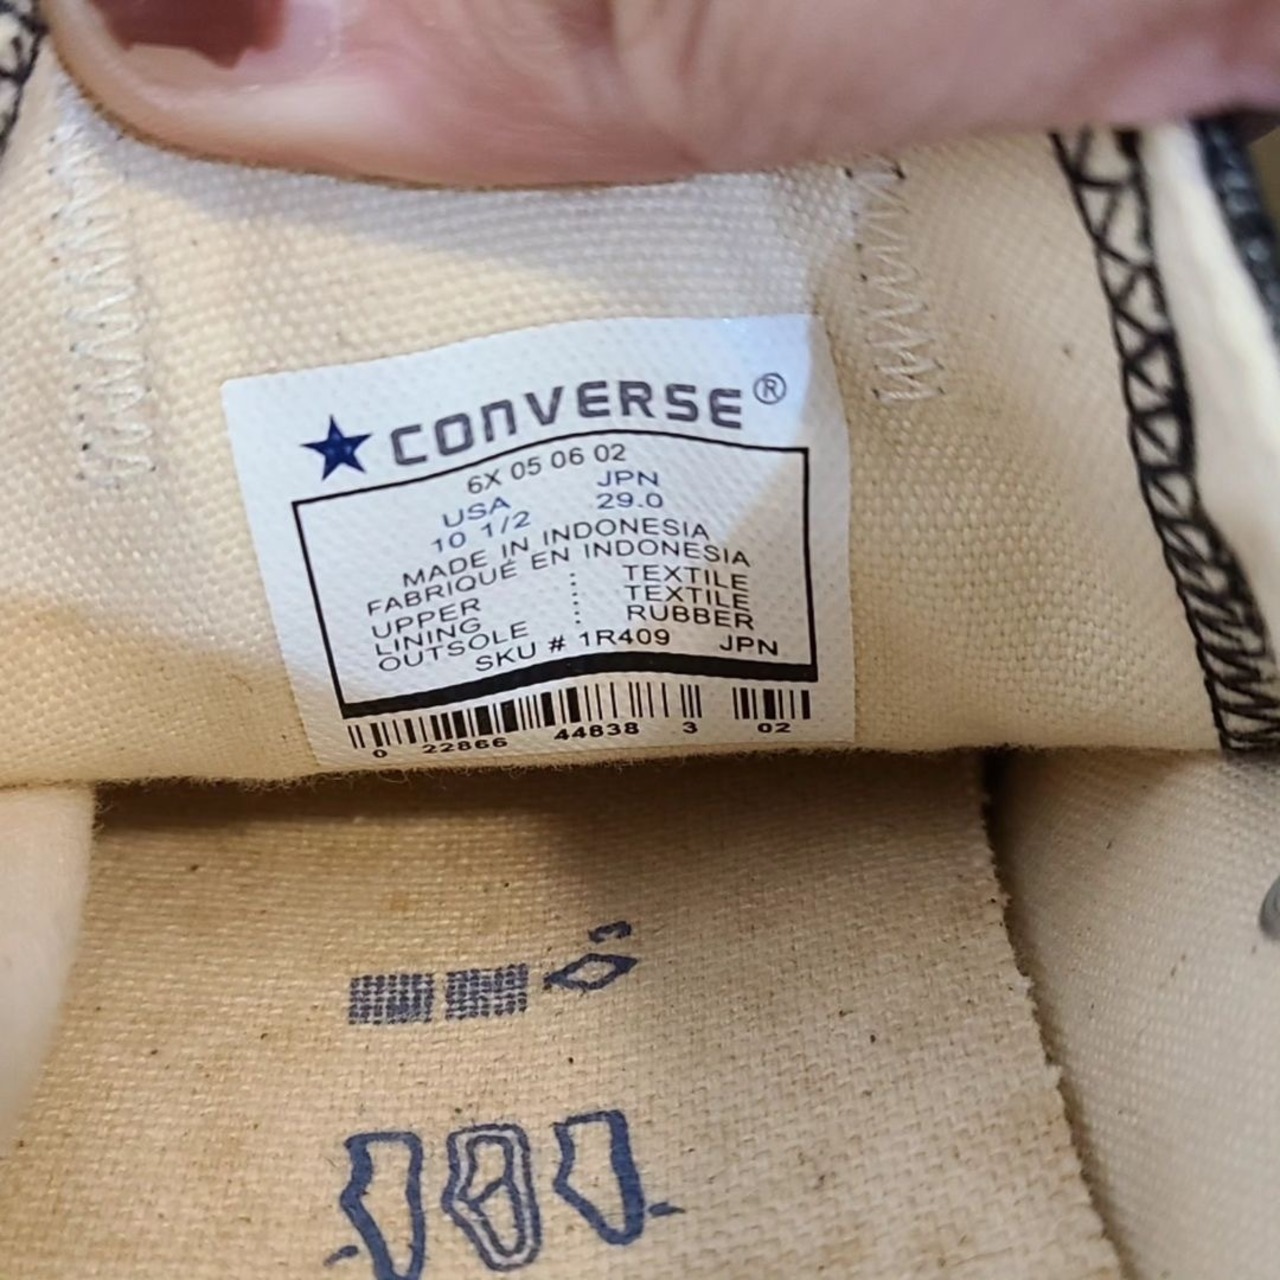 CONVERSE®
6X 05 06 02
USA JPN
10 1/2 29.0
MADE IN INDONESIA
FABRIQUÉ EN INDONESIA
UPPER : TEXTILE
LINING : TEXTILE
OUTSOLE : RUBBER
SKU # 1R409 JPN
0 22866 44838 3 02
3